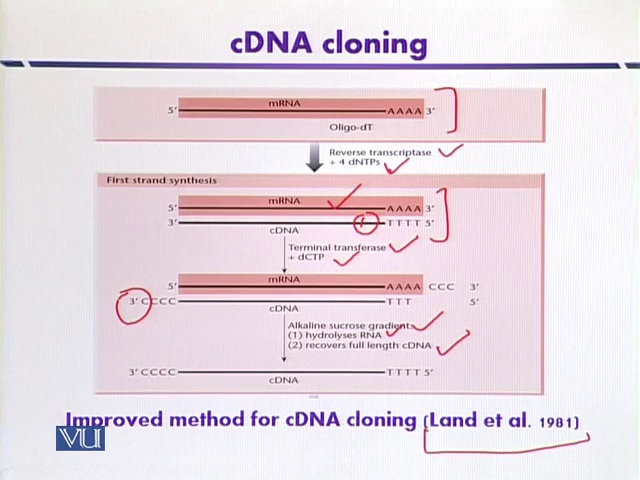 cDNA cloning
mRNA
5' AAAA 3'
Oligo-dT
Reverse transcriptase
+ 4 dNTPs
First strand synthesis
mRNA
5' AAAA 3'
3' TTTT 5'
cDNA
Terminal transferase
+ dCTP
mRNA
5' AAAA CCC 3'
3' CCCC TTT 5'
cDNA
Alkaline sucrose gradient:
(1) hydrolyses RNA
(2) recovers full length cDNA
3' CCCC TTTT 5'
cDNA
Improved method for cDNA cloning (Land et al. 1981)
VU